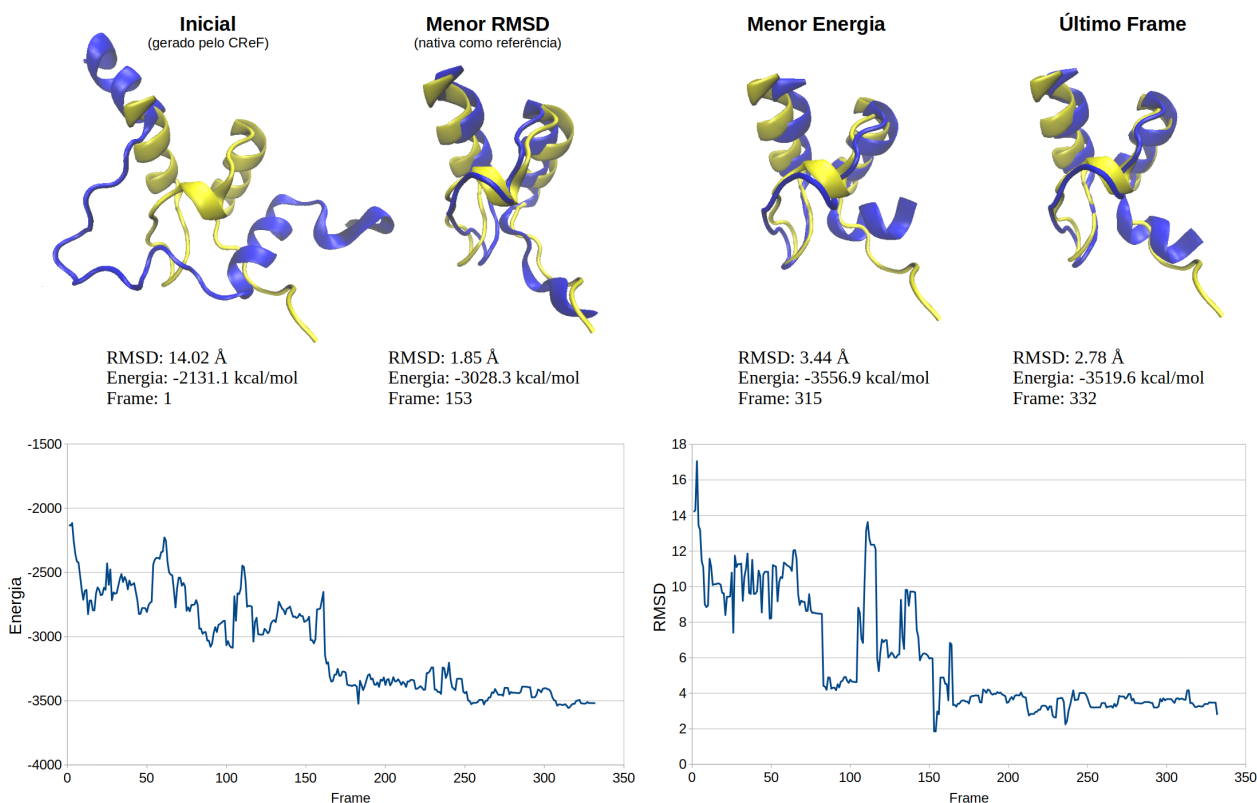 Inicial
(gerado pelo CReF)
Menor RMSD
(nativa como referência)
Menor Energia
Último Frame
RMSD: 14.02 Å
Energia: -2131.1 kcal/mol
Frame: 1
RMSD: 1.85 Å
Energia: -3028.3 kcal/mol
Frame: 153
RMSD: 3.44 Å
Energia: -3556.9 kcal/mol
Frame: 315
RMSD: 2.78 Å
Energia: -3519.6 kcal/mol
Frame: 332
Energia
-1500
-2000
-2500
-3000
-3500
-4000
0 50 100 150 200 250 300 350
Frame
RMSD
18
16
14
12
10
8
6
4
2
0
0 50 100 150 200 250 300 350
Frame